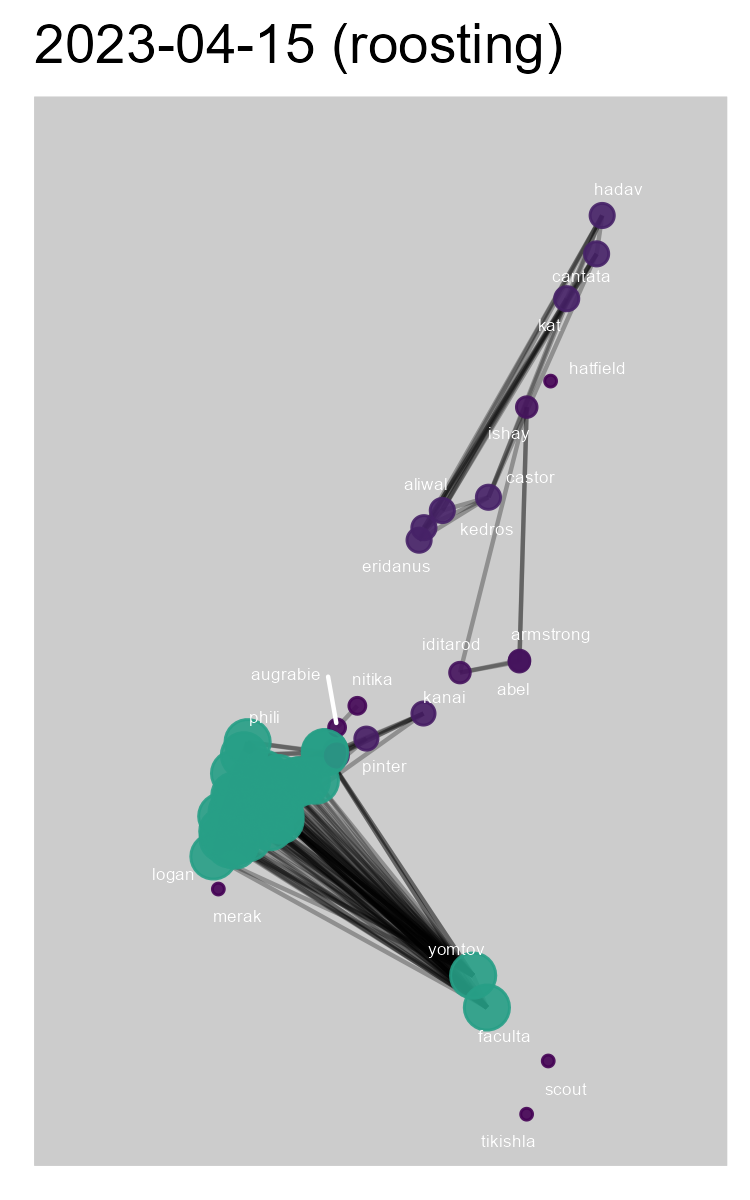 2023-04-15 (roosting)
hadav
cantata
kat
hatfield
ishay
castor
aliwal
kedros
eridanus
armstrong
iditarod
abel
augrabie
nitika
kanai
phili
pinter
logan
merak
yomtov
faculta
scout
tikishla